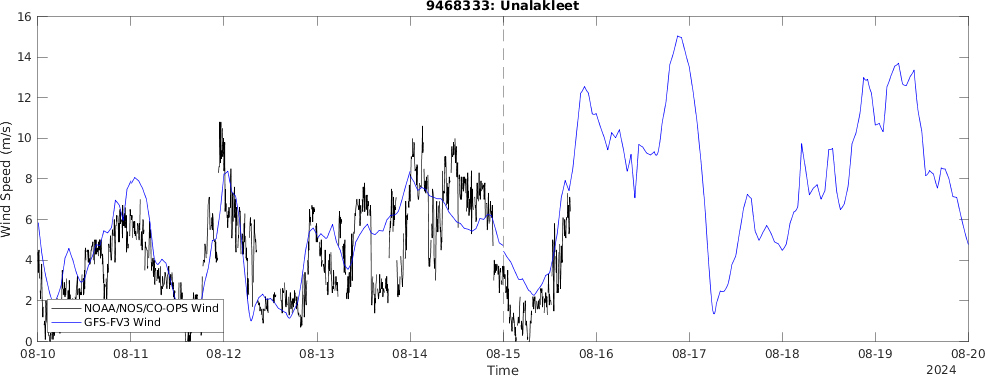 9468333: Unalakleet
Wind Speed (m/s)
16
14
12
10
8
6
4
2
0
NOAA/NOS/CO-OPS Wind
GFS-FV3 Wind
08-10 08-11 08-12 08-13 08-14 08-15 08-16 08-17 08-18 08-19 08-20
Time
2024